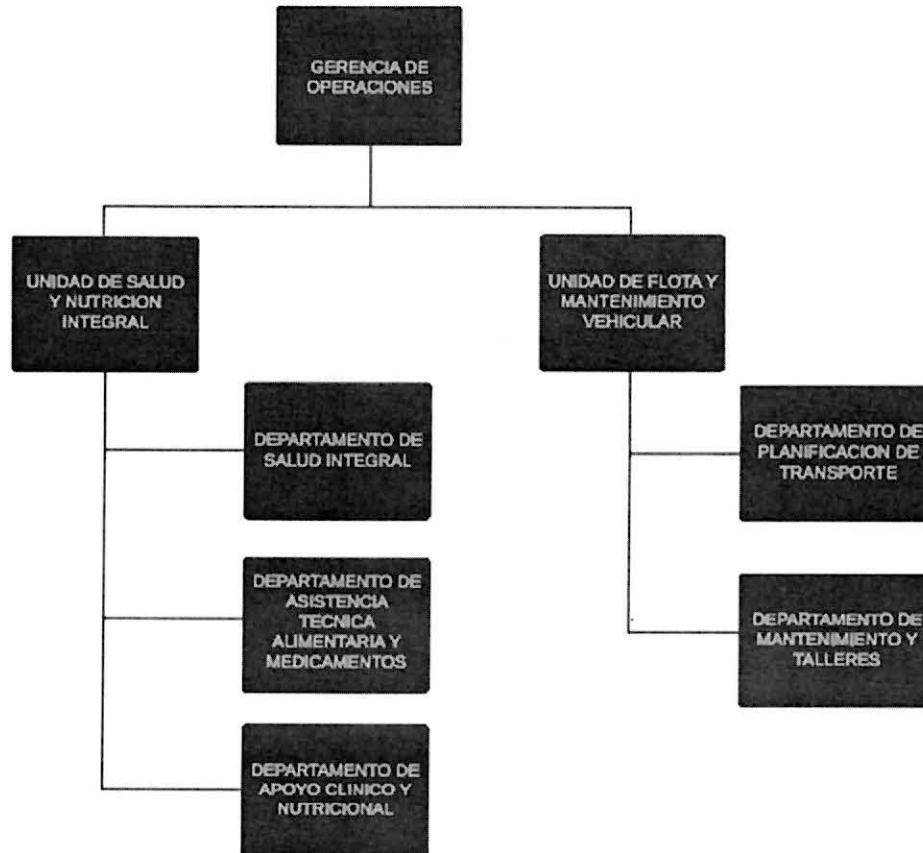 GERENCIA DE
OPERACIONES
UNIDAD DE SALUD
Y NUTRICION
INTEGRAL
UNIDAD DE FLOTA Y
MANTENIMIENTO
VEHICULAR
DEPARTAMENTO DE
SALUD INTEGRAL
DEPARTAMENTO DE
PLANIFICACION DE
TRANSPORTE
DEPARTAMENTO DE
ASISTENCIA
TECNICA
ALIMENTARIA Y
MEDICAMENTOS
DEPARTAMENTO DE
MANTENIMIENTO Y
TALLERES
DEPARTAMENTO DE
APOYO CLINICO Y
NUTRICIONAL